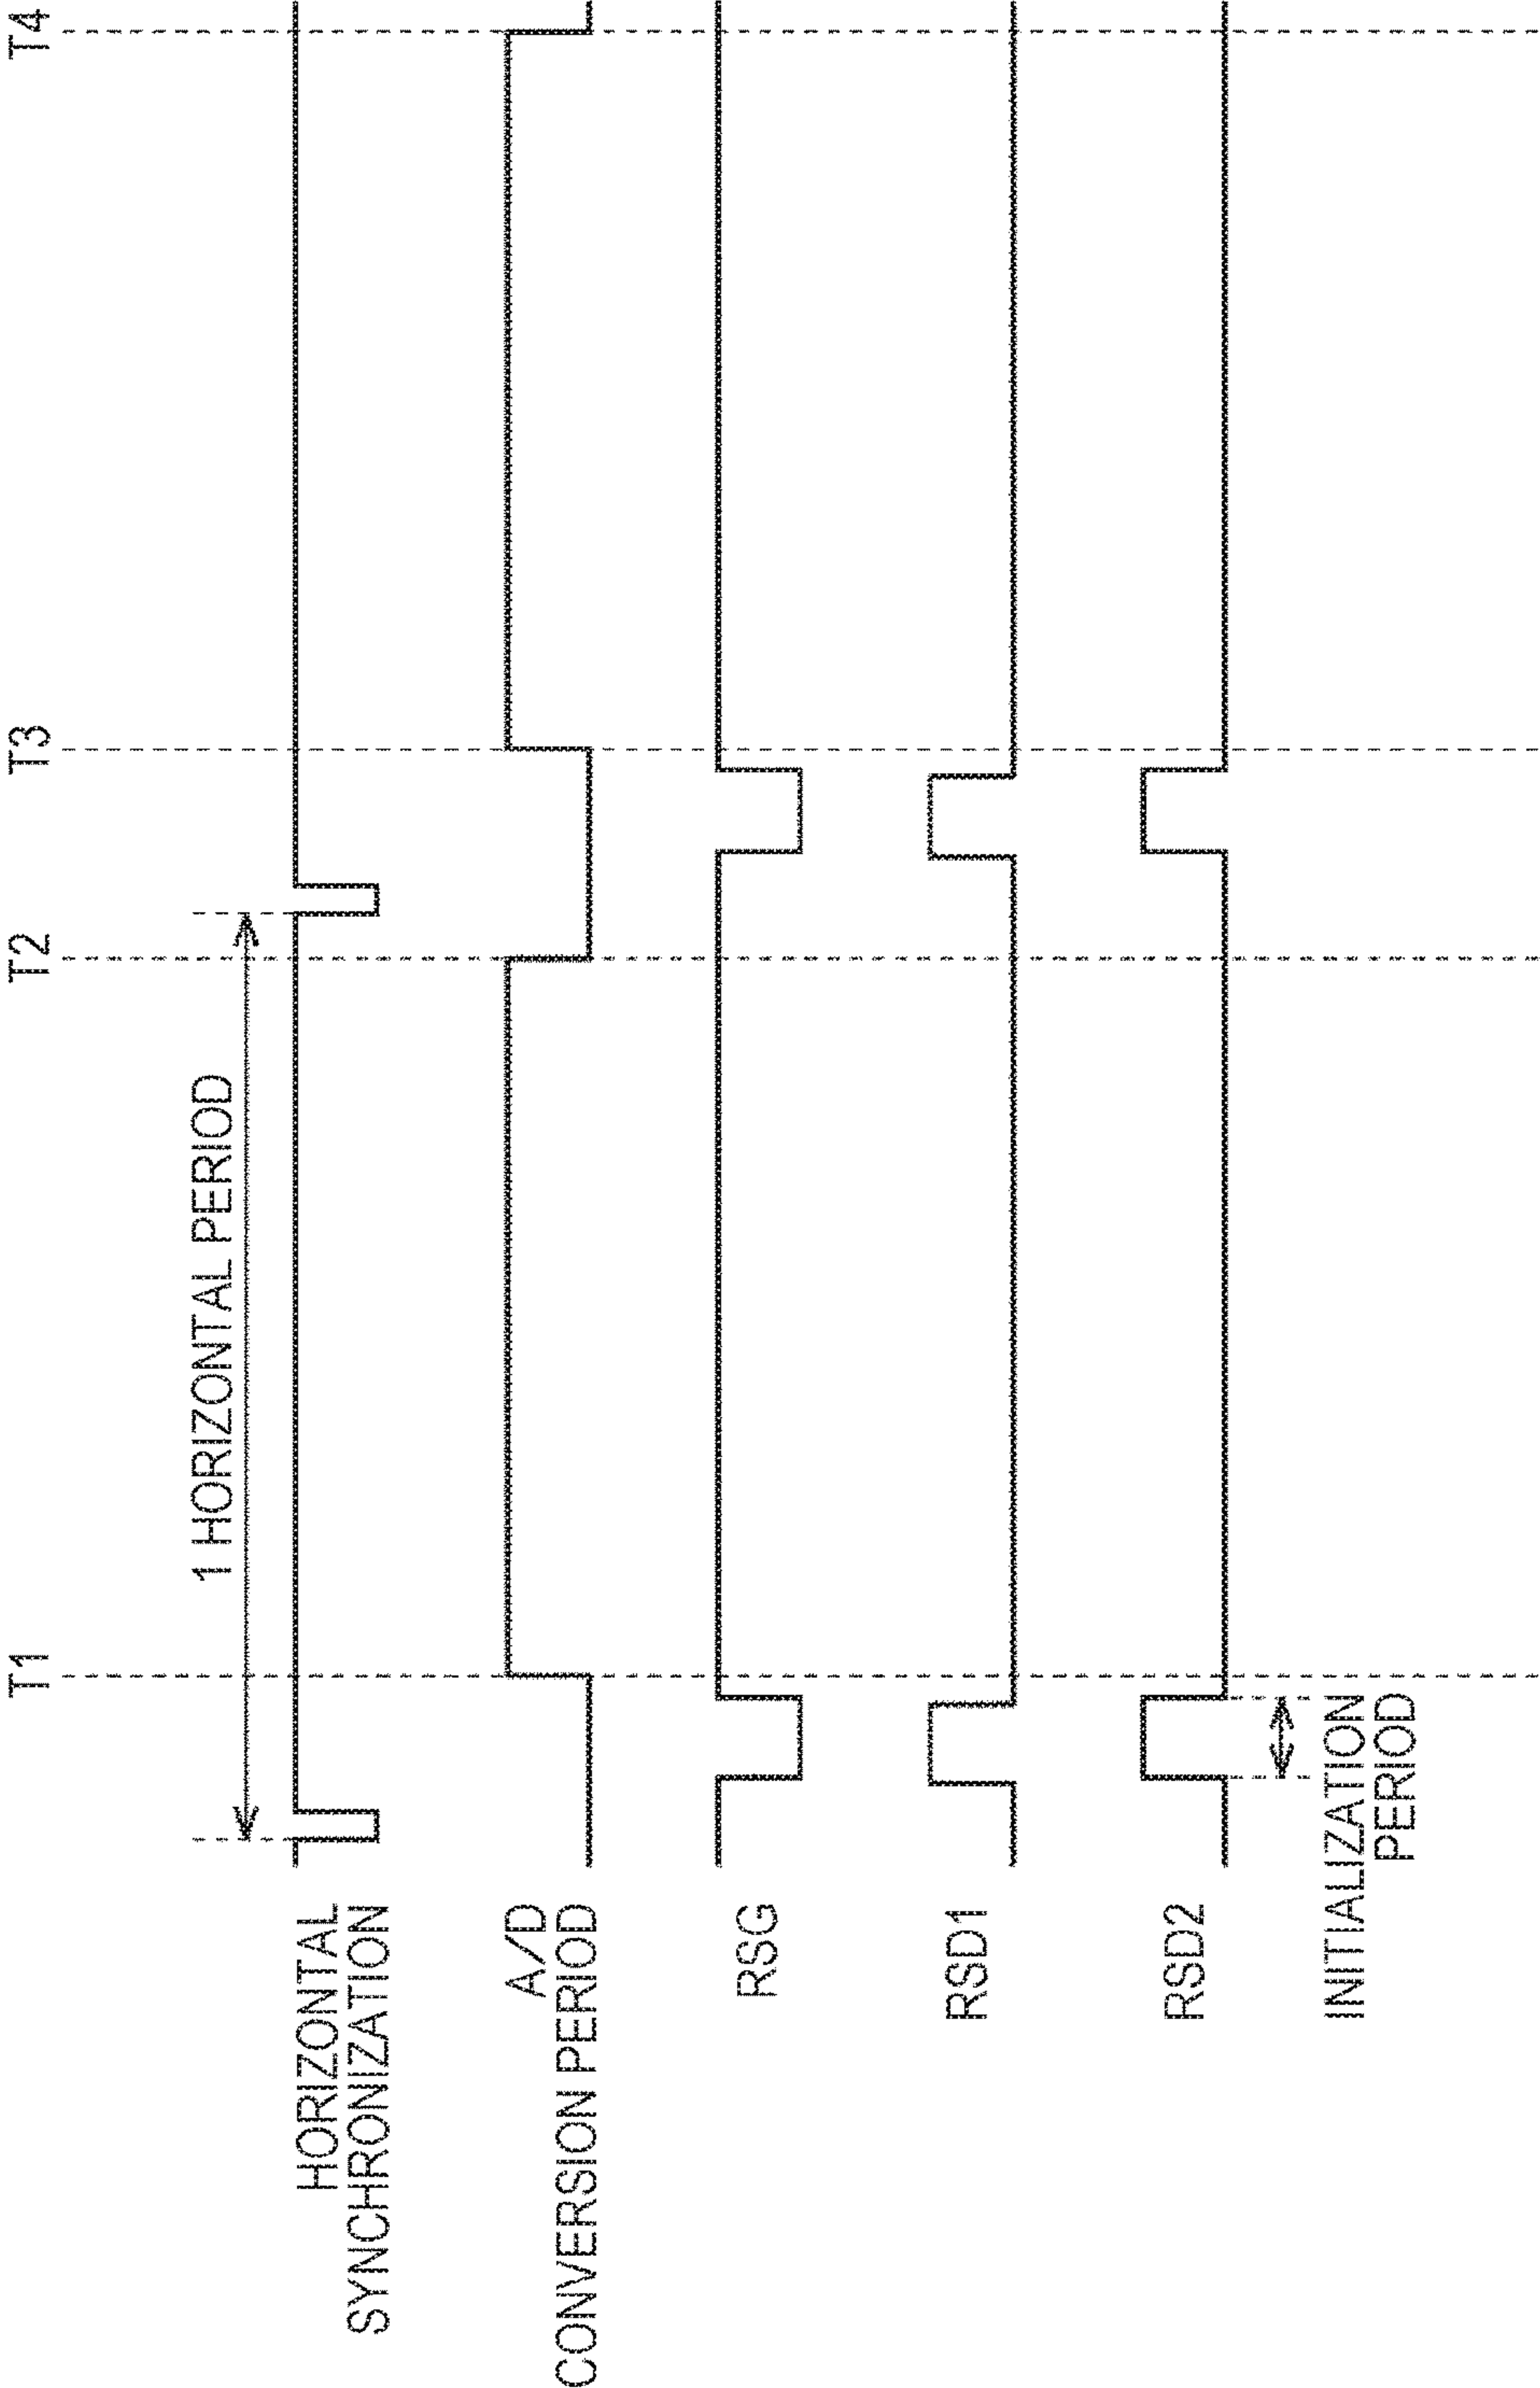 T1
T2
T3
T4
1 HORIZONTAL PERIOD
HORIZONTAL
SYNCHRONIZATION
A/D
CONVERSION PERIOD
RSG
RSD1
RSD2
INITIALIZATION
PERIOD